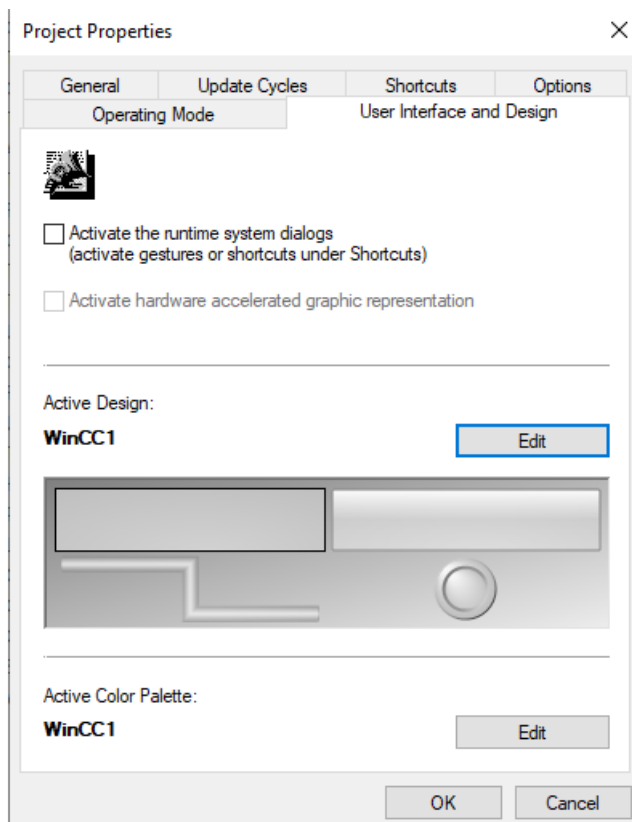 Project Properties
General
Update Cycles
Shortcuts
Options
Operating Mode
User Interface and Design
Activate the runtime system dialogs
(activate gestures or shortcuts under Shortcuts)
Activate hardware accelerated graphic representation
Active Design:
WinCC1
Edit
Active Color Palette:
WinCC1
Edit
OK
Cancel